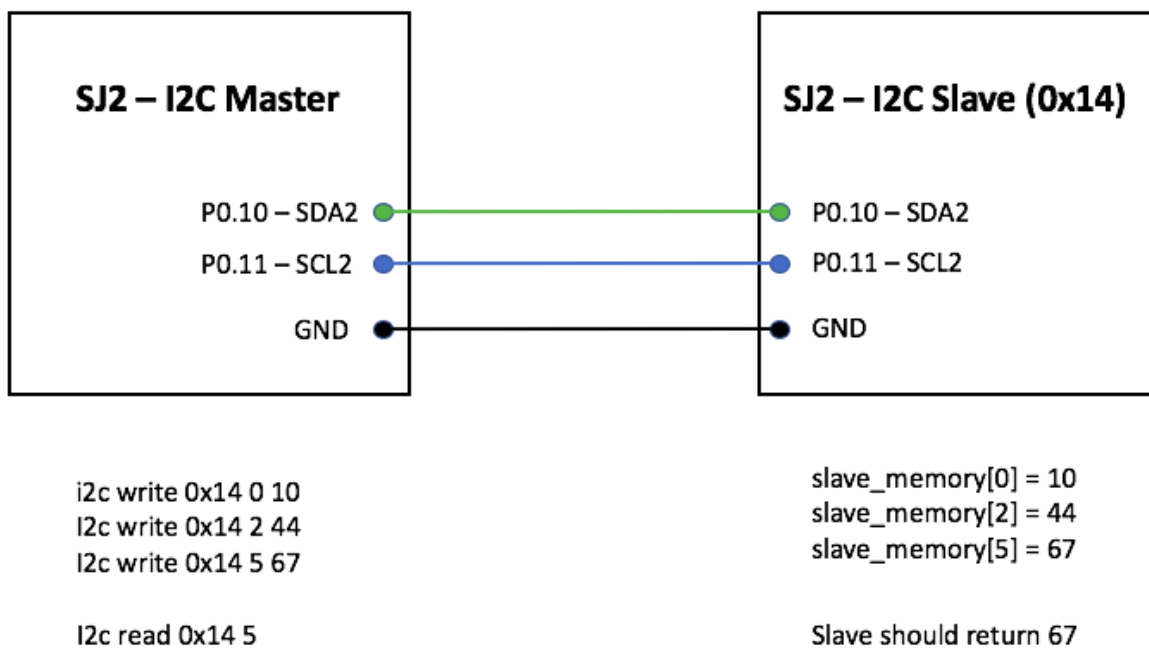 SJ2 – I2C Master
P0.10 – SDA2
P0.11 – SCL2
GND
SJ2 – I2C Slave (0x14)
P0.10 – SDA2
P0.11 – SCL2
GND
i2c write 0x14 0 10
I2c write 0x14 2 44
I2c write 0x14 5 67
I2c read 0x14 5
slave_memory[0] = 10
slave_memory[2] = 44
slave_memory[5] = 67
Slave should return 67